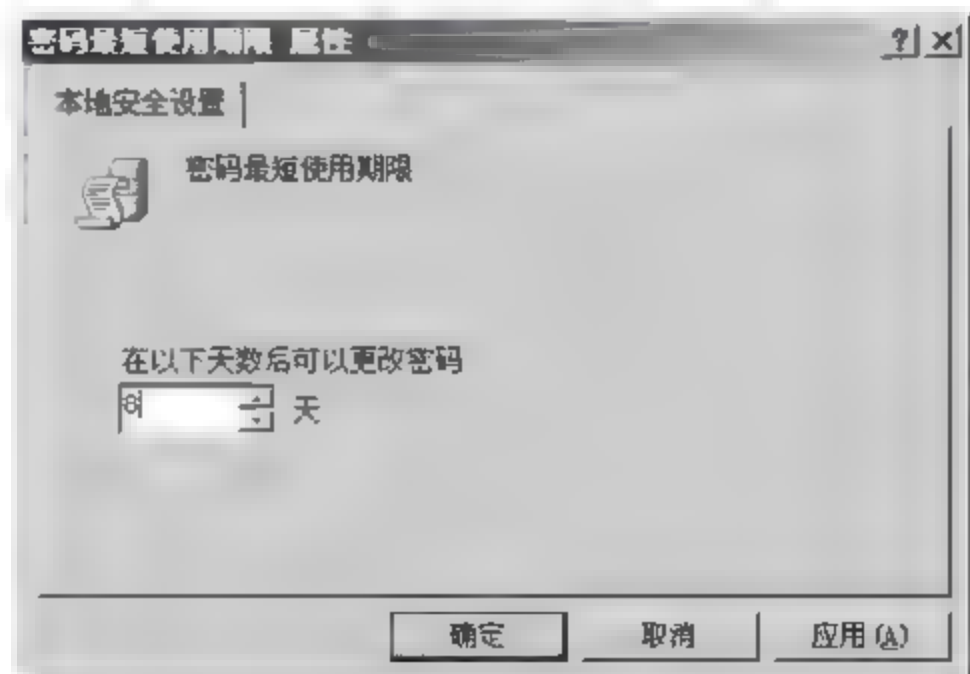 密码最短使用期限 属性
本地安全设置
密码最短使用期限
在以下天数后可以更改密码
8 天
确定 取消 应用(A)